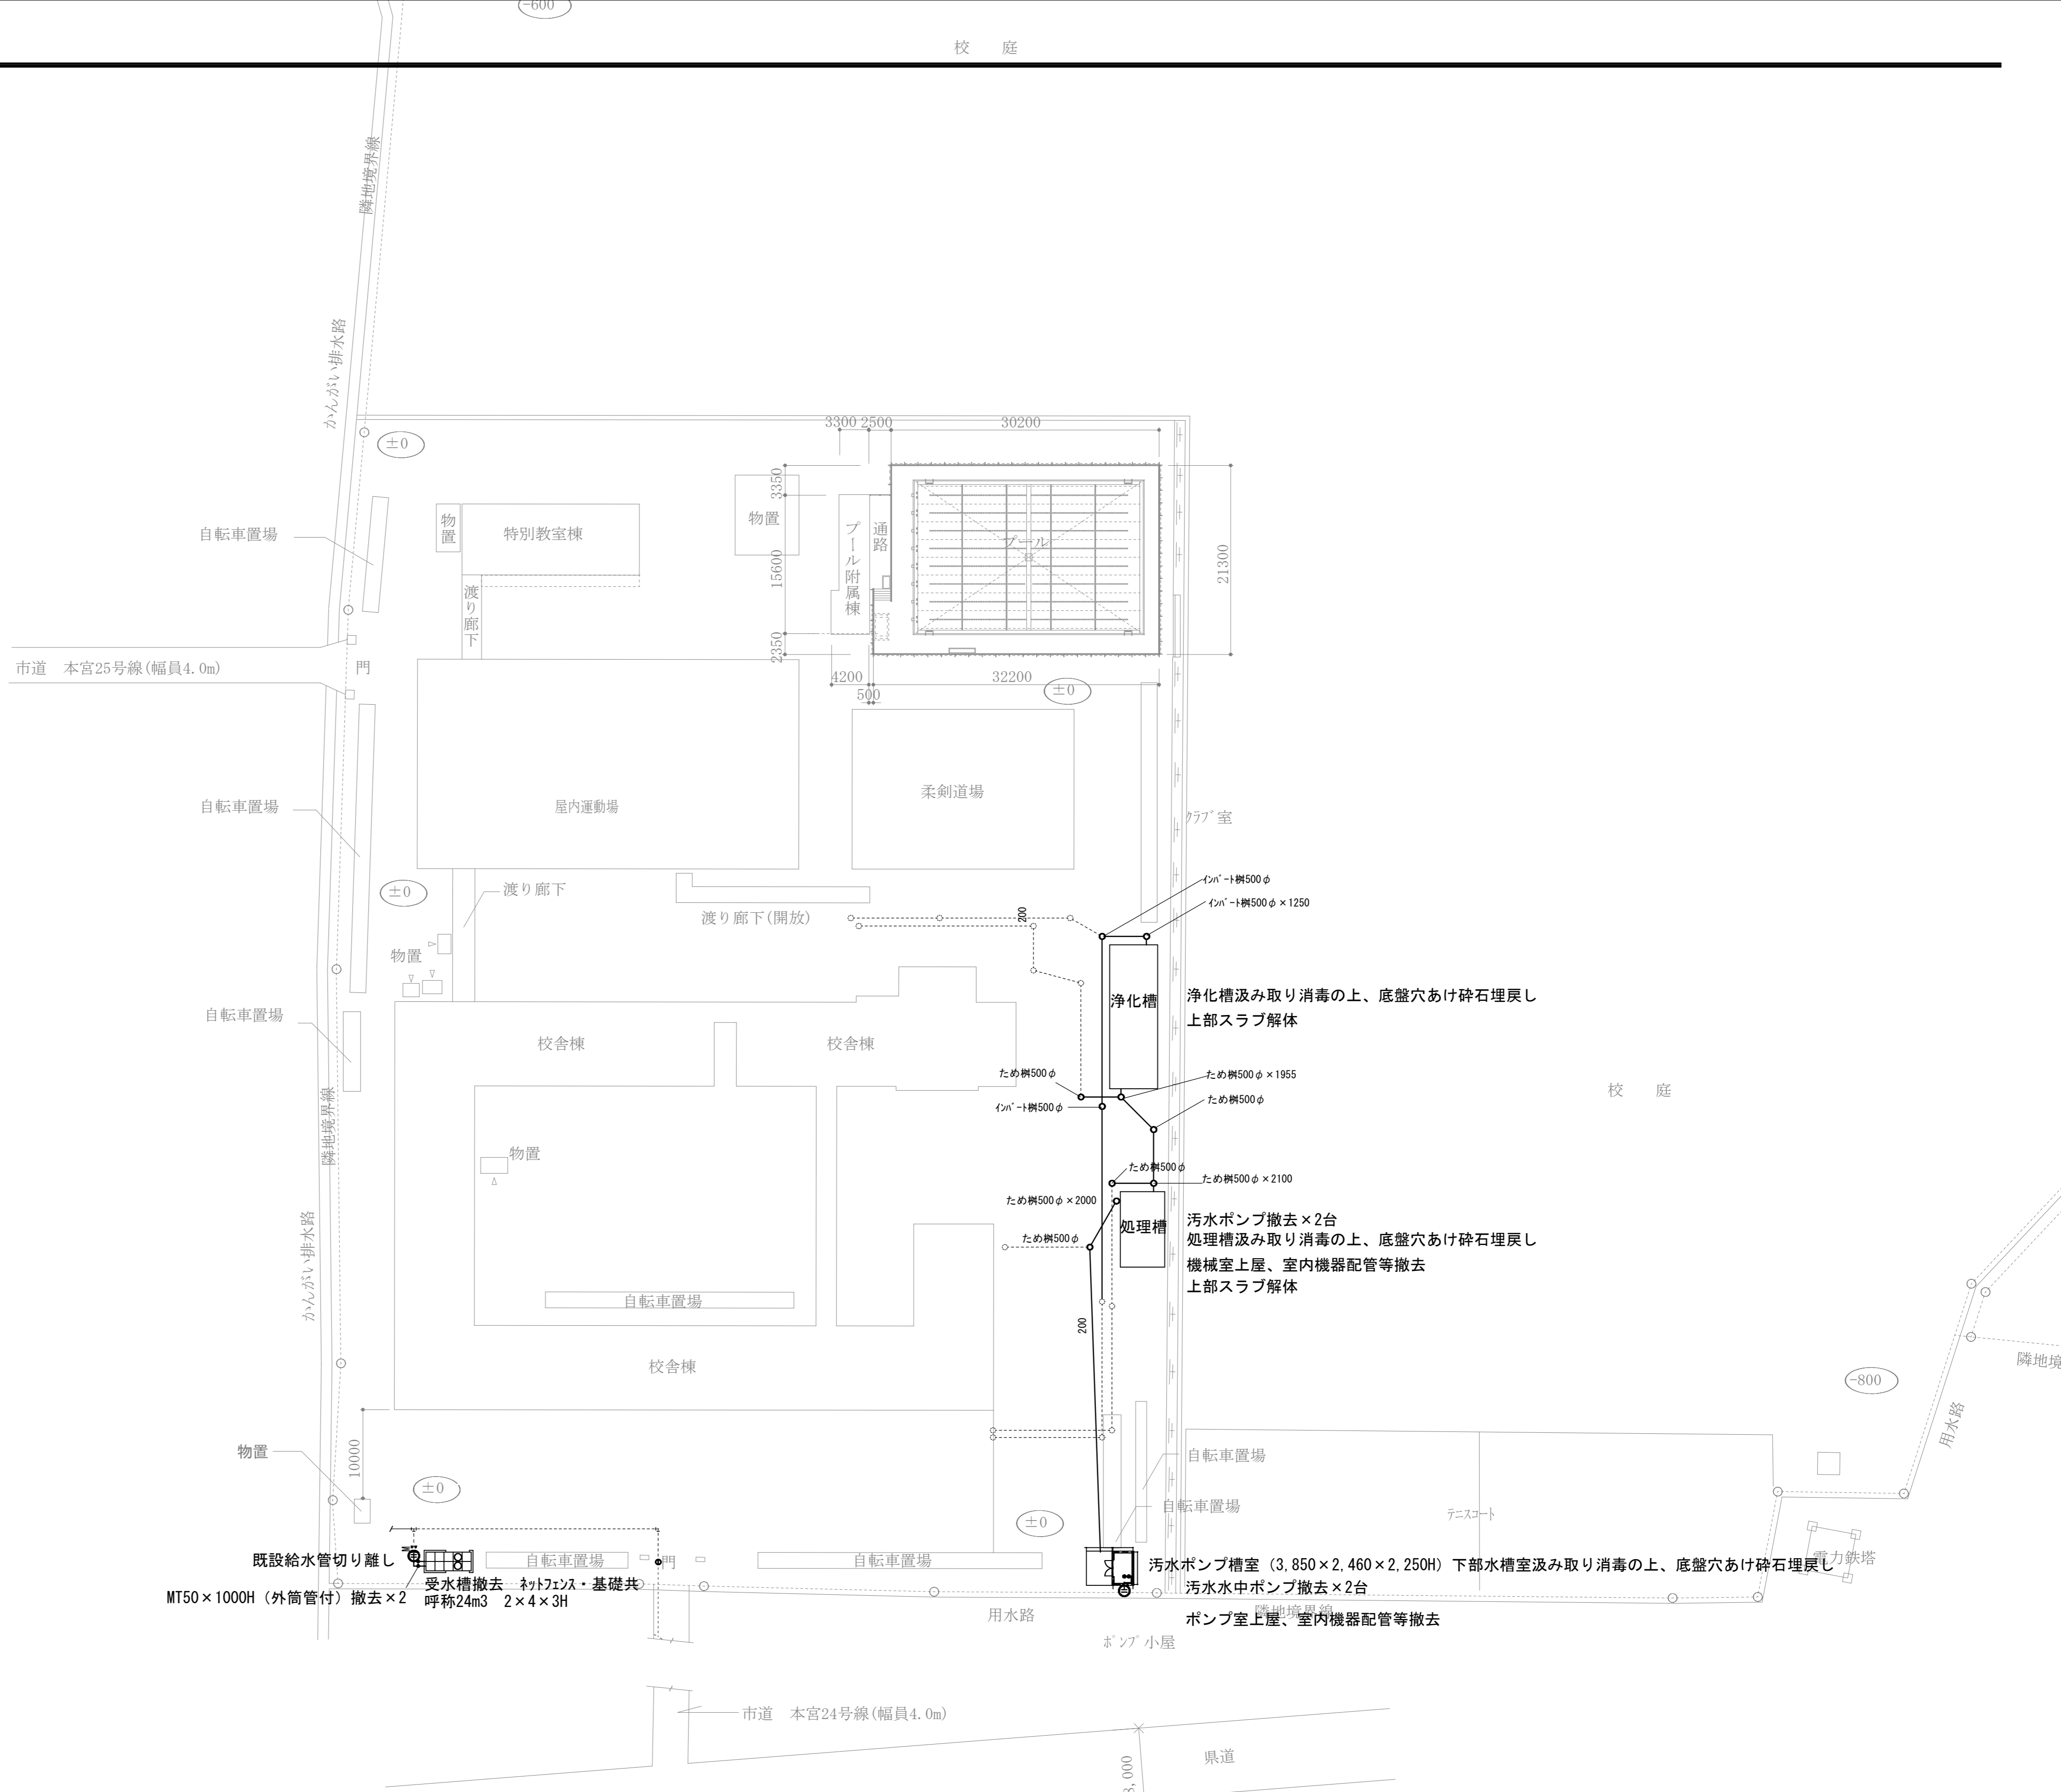 -600
校　庭
隣地境界線
かんがい排水路
±0
3300
2500
30200
3350
15600
2350
21300
自転車置場
物置
特別教室棟
物置
プール附属棟
通路
プール
渡り廊下
市道　本宮25号線(幅員4.0m)
門
4200
32200
500
±0
自転車置場
屋内運動場
柔剣道場
クラブ室
±0
渡り廊下
渡り廊下(開放)
200
インバート桝500φ
インバート桝500φ×1250
物置
自転車置場
浄化槽
浄化槽汲み取り消毒の上、底盤穴あけ砕石埋戻し
上部スラブ解体
校舎棟
校舎棟
ため桝500φ
ため桝500φ×1955
インバート桝500φ
ため桝500φ
校　庭
隣地境界線
物置
ため桝500φ
ため桝500φ×2100
ため桝500φ×2000
ため桝500φ
処理槽
汚水ポンプ撤去×2台
処理槽汲み取り消毒の上、底盤穴あけ砕石埋戻し
機械室上屋、室内機器配管等撤去
上部スラブ解体
かんがい排水路
自転車置場
200
校舎棟
隣地境
-800
用水路
物置
10000
±0
自転車置場
自転車置場
±0
テニスコート
既設給水管切り離し
MT50×1000H（外筒管付）撤去×2
受水槽撤去　ネットフェンス・基礎共
呼称24m3　2×4×3H
自転車置場
門
自転車置場
汚水ポンプ槽室（3,850×2,460×2,250H）下部水槽室汲み取り消毒の上、底盤穴あけ砕石埋戻し
電力鉄塔
汚水水中ポンプ撤去×2台
隣地境界線
ポンプ室上屋、室内機器配管等撤去
用水路
ポンプ小屋
市道　本宮24号線(幅員4.0m)
県道
,000